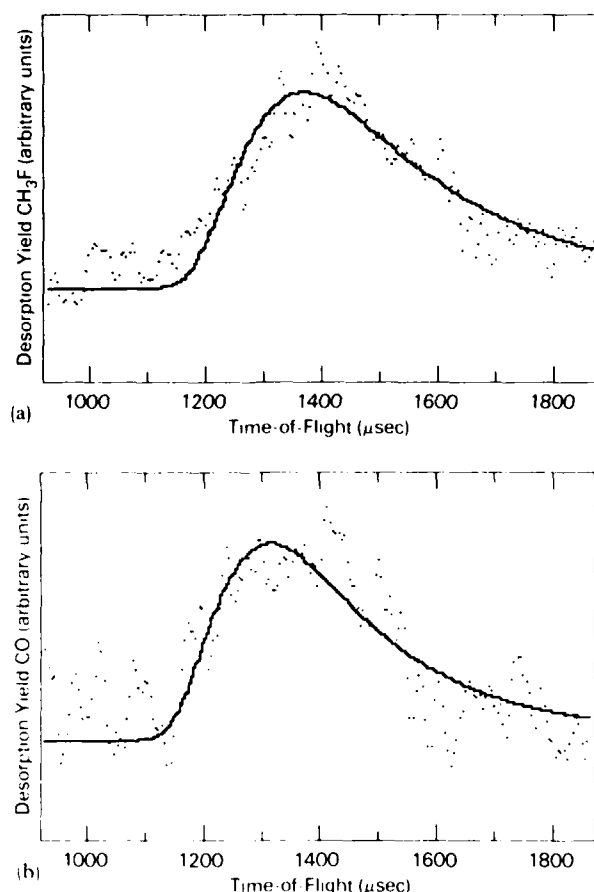 Desorption Yield CH₃F (arbitrary units)
1000 1200 1400 1600 1800
(a)
Time-of-Flight (μsec)
Desorption Yield CO (arbitrary units)
1000 1200 1400 1600 1800
(b)
Time-of-Flight (μsec)